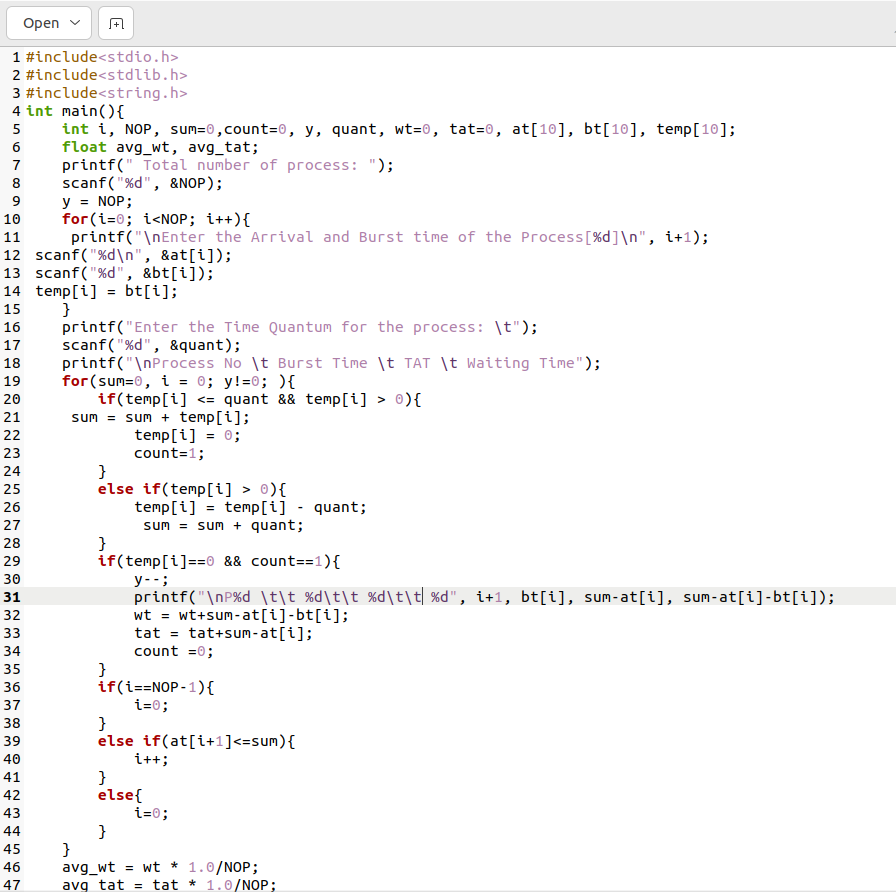 Open
1 #include<stdio.h>
2 #include<stdlib.h>
3 #include<string.h>
4 int main(){
5     int i, NOP, sum=0,count=0, y, quant, wt=0, tat=0, at[10], bt[10], temp[10];
6     float avg_wt, avg_tat;
7     printf(" Total number of process: ");
8     scanf("%d", &NOP);
9     y = NOP;
10     for(i=0; i<NOP; i++){
11      printf("\nEnter the Arrival and Burst time of the Process[%d]\n", i+1);
12  scanf("%d\n", &at[i]);
13  scanf("%d", &bt[i]);
14  temp[i] = bt[i];
15     }
16     printf("Enter the Time Quantum for the process: \t");
17     scanf("%d", &quant);
18     printf("\nProcess No \t Burst Time \t TAT \t Waiting Time");
19     for(sum=0, i = 0; y!=0; ){
20         if(temp[i] <= quant && temp[i] > 0){
21      sum = sum + temp[i];
22             temp[i] = 0;
23             count=1;
24         }
25         else if(temp[i] > 0){
26             temp[i] = temp[i] - quant;
27              sum = sum + quant;
28         }
29         if(temp[i]==0 && count==1){
30             y--;
31             printf("\nP%d \t\t %d\t\t %d\t\t %d", i+1, bt[i], sum-at[i], sum-at[i]-bt[i]);
32             wt = wt+sum-at[i]-bt[i];
33             tat = tat+sum-at[i];
34             count =0;
35         }
36         if(i==NOP-1){
37             i=0;
38         }
39         else if(at[i+1]<=sum){
40             i++;
41         }
42         else{
43             i=0;
44         }
45     }
46     avg_wt = wt * 1.0/NOP;
47     avg_tat = tat * 1.0/NOP;